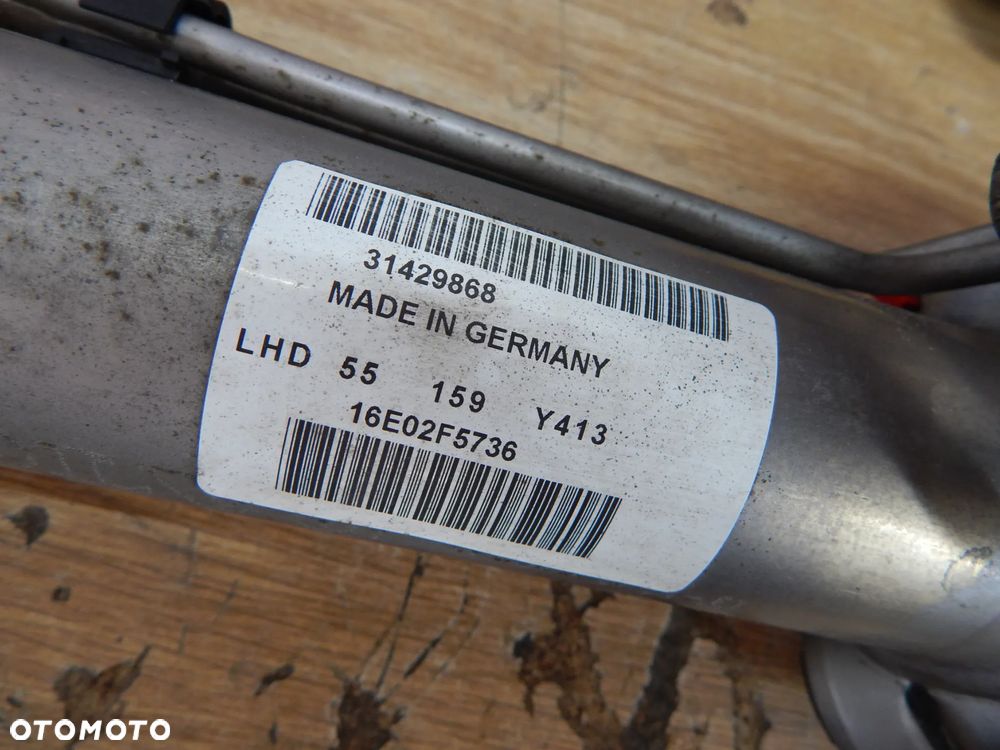 31429868
MADE IN GERMANY
LHD 55 159 Y413
16E02F5736
OTOMOTO